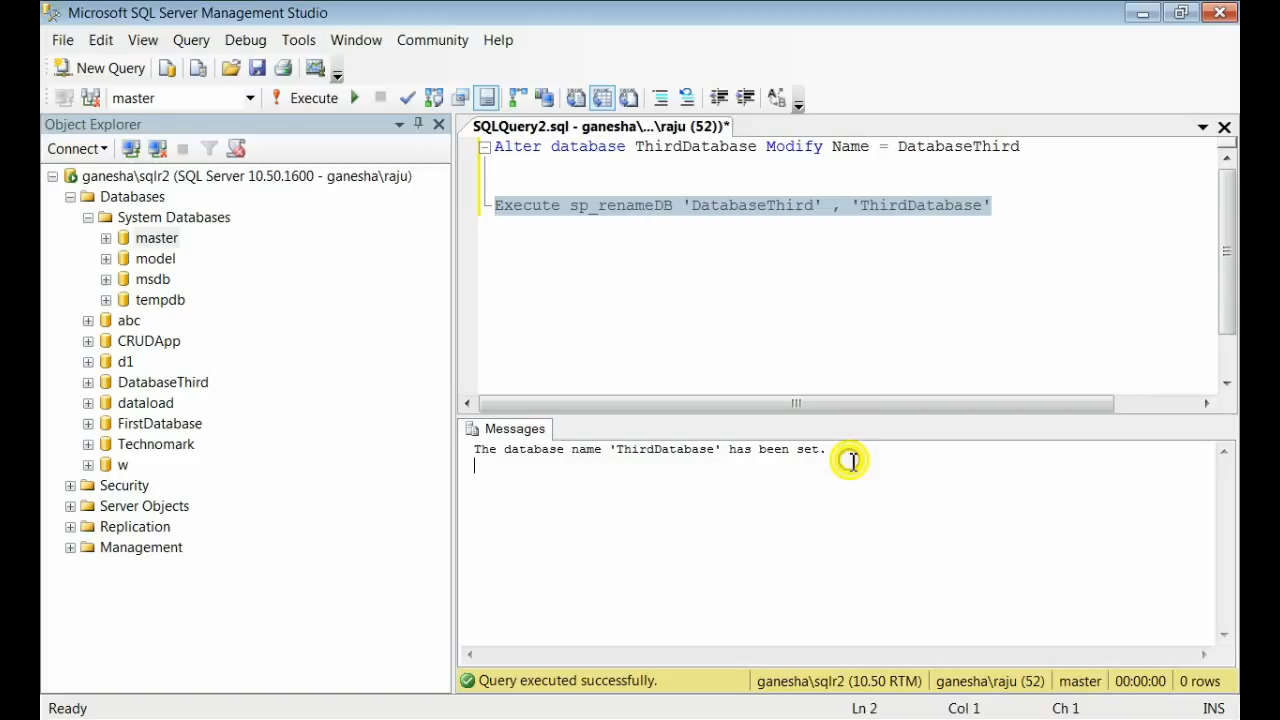 Microsoft SQL Server Management Studio
File Edit View Query Debug Tools Window Community Help
New Query
master Execute
Object Explorer
Connect
ganesha\sqlr2 (SQL Server 10.50.1600 - ganesha\raju)
Databases
System Databases
master
model
msdb
tempdb
abc
CRUDApp
d1
DatabaseThird
dataload
FirstDatabase
Technomark
w
Security
Server Objects
Replication
Management
SQLQuery2.sql - ganesha\...\raju (52))*
Alter database ThirdDatabase Modify Name = DatabaseThird
Execute sp_renameDB 'DatabaseThird' , 'ThirdDatabase'
Messages
The database name 'ThirdDatabase' has been set.
Query executed successfully. ganesha\sqlr2 (10.50 RTM) ganesha\raju (52) master 00:00:00 0 rows
Ready Ln 2 Col 1 Ch 1 INS